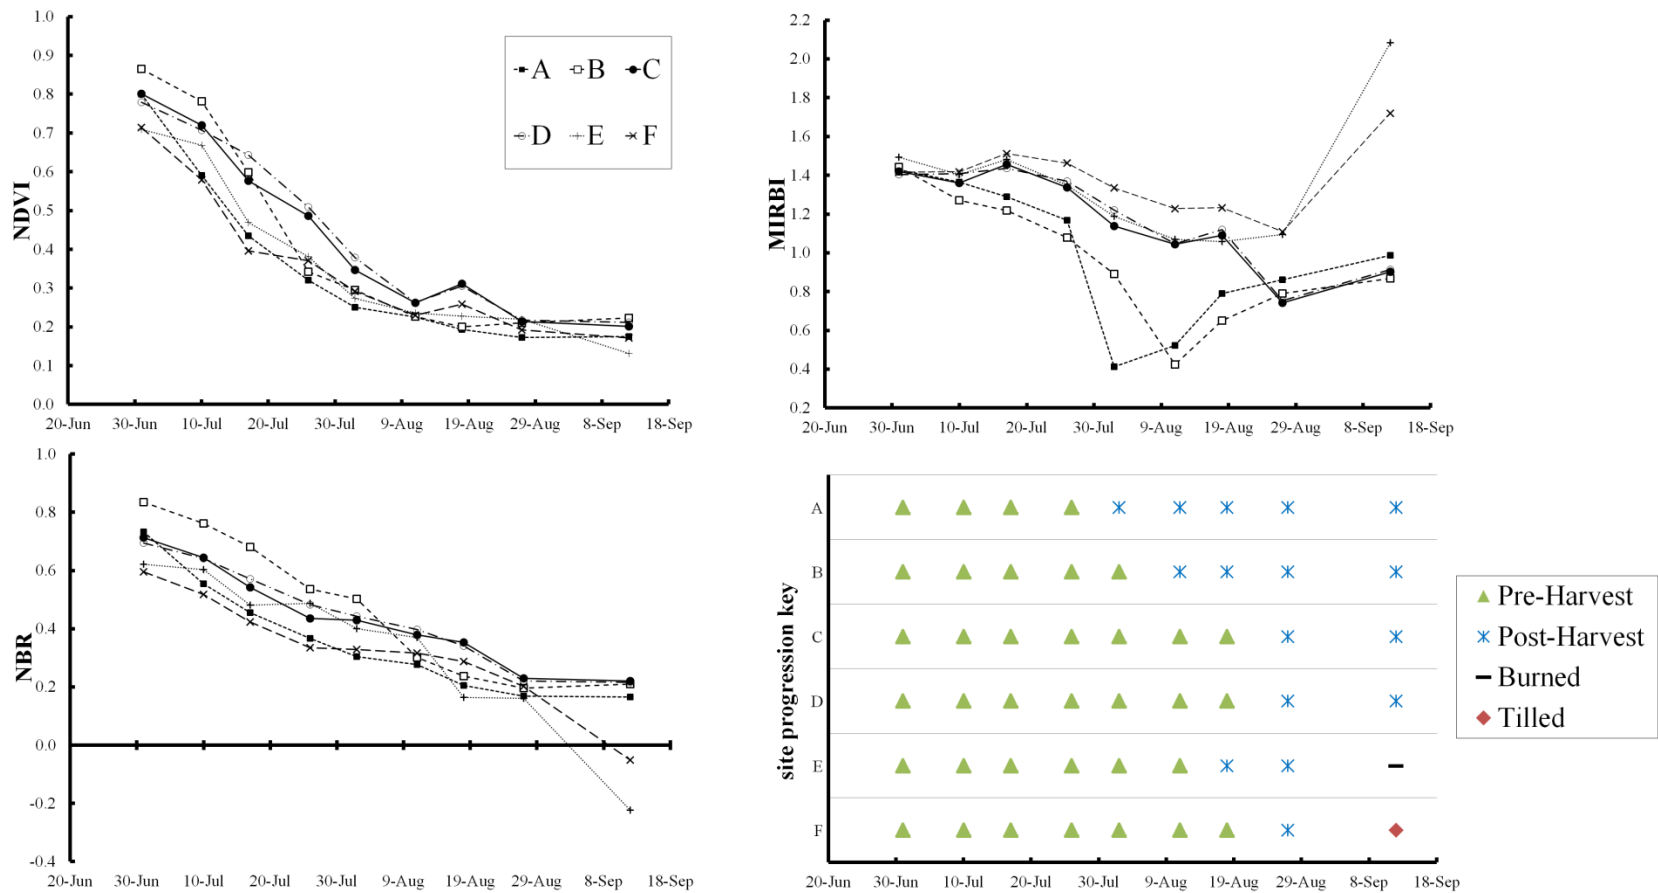 1.0
0.9
0.8
0.7
0.6
0.5
0.4
0.3
0.2
0.1
0.0
NDVI
A B C
D E F
20-Jun 30-Jun 10-Jul 20-Jul 30-Jul 9-Aug 19-Aug 29-Aug 8-Sep 18-Sep
2.2
2.0
1.8
1.6
1.4
1.2
1.0
0.8
0.6
0.4
0.2
MIRBI
20-Jun 30-Jun 10-Jul 20-Jul 30-Jul 9-Aug 19-Aug 29-Aug 8-Sep 18-Sep
1.0
0.8
0.6
0.4
0.2
0.0
-0.2
-0.4
NBR
20-Jun 30-Jun 10-Jul 20-Jul 30-Jul 9-Aug 19-Aug 29-Aug 8-Sep 18-Sep
site progression key
A
B
C
D
E
F
20-Jun 30-Jun 10-Jul 20-Jul 30-Jul 9-Aug 19-Aug 29-Aug 8-Sep 18-Sep
Pre-Harvest
Post-Harvest
Burned
Tilled